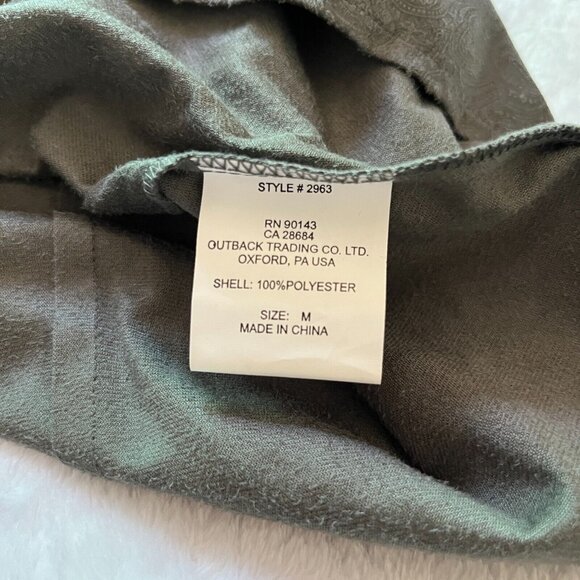 STYLE # 2963
RN 90143
CA 28684
OUTBACK TRADING CO. LTD.
OXFORD, PA USA
SHELL: 100%POLYESTER
SIZE: M
MADE IN CHINA